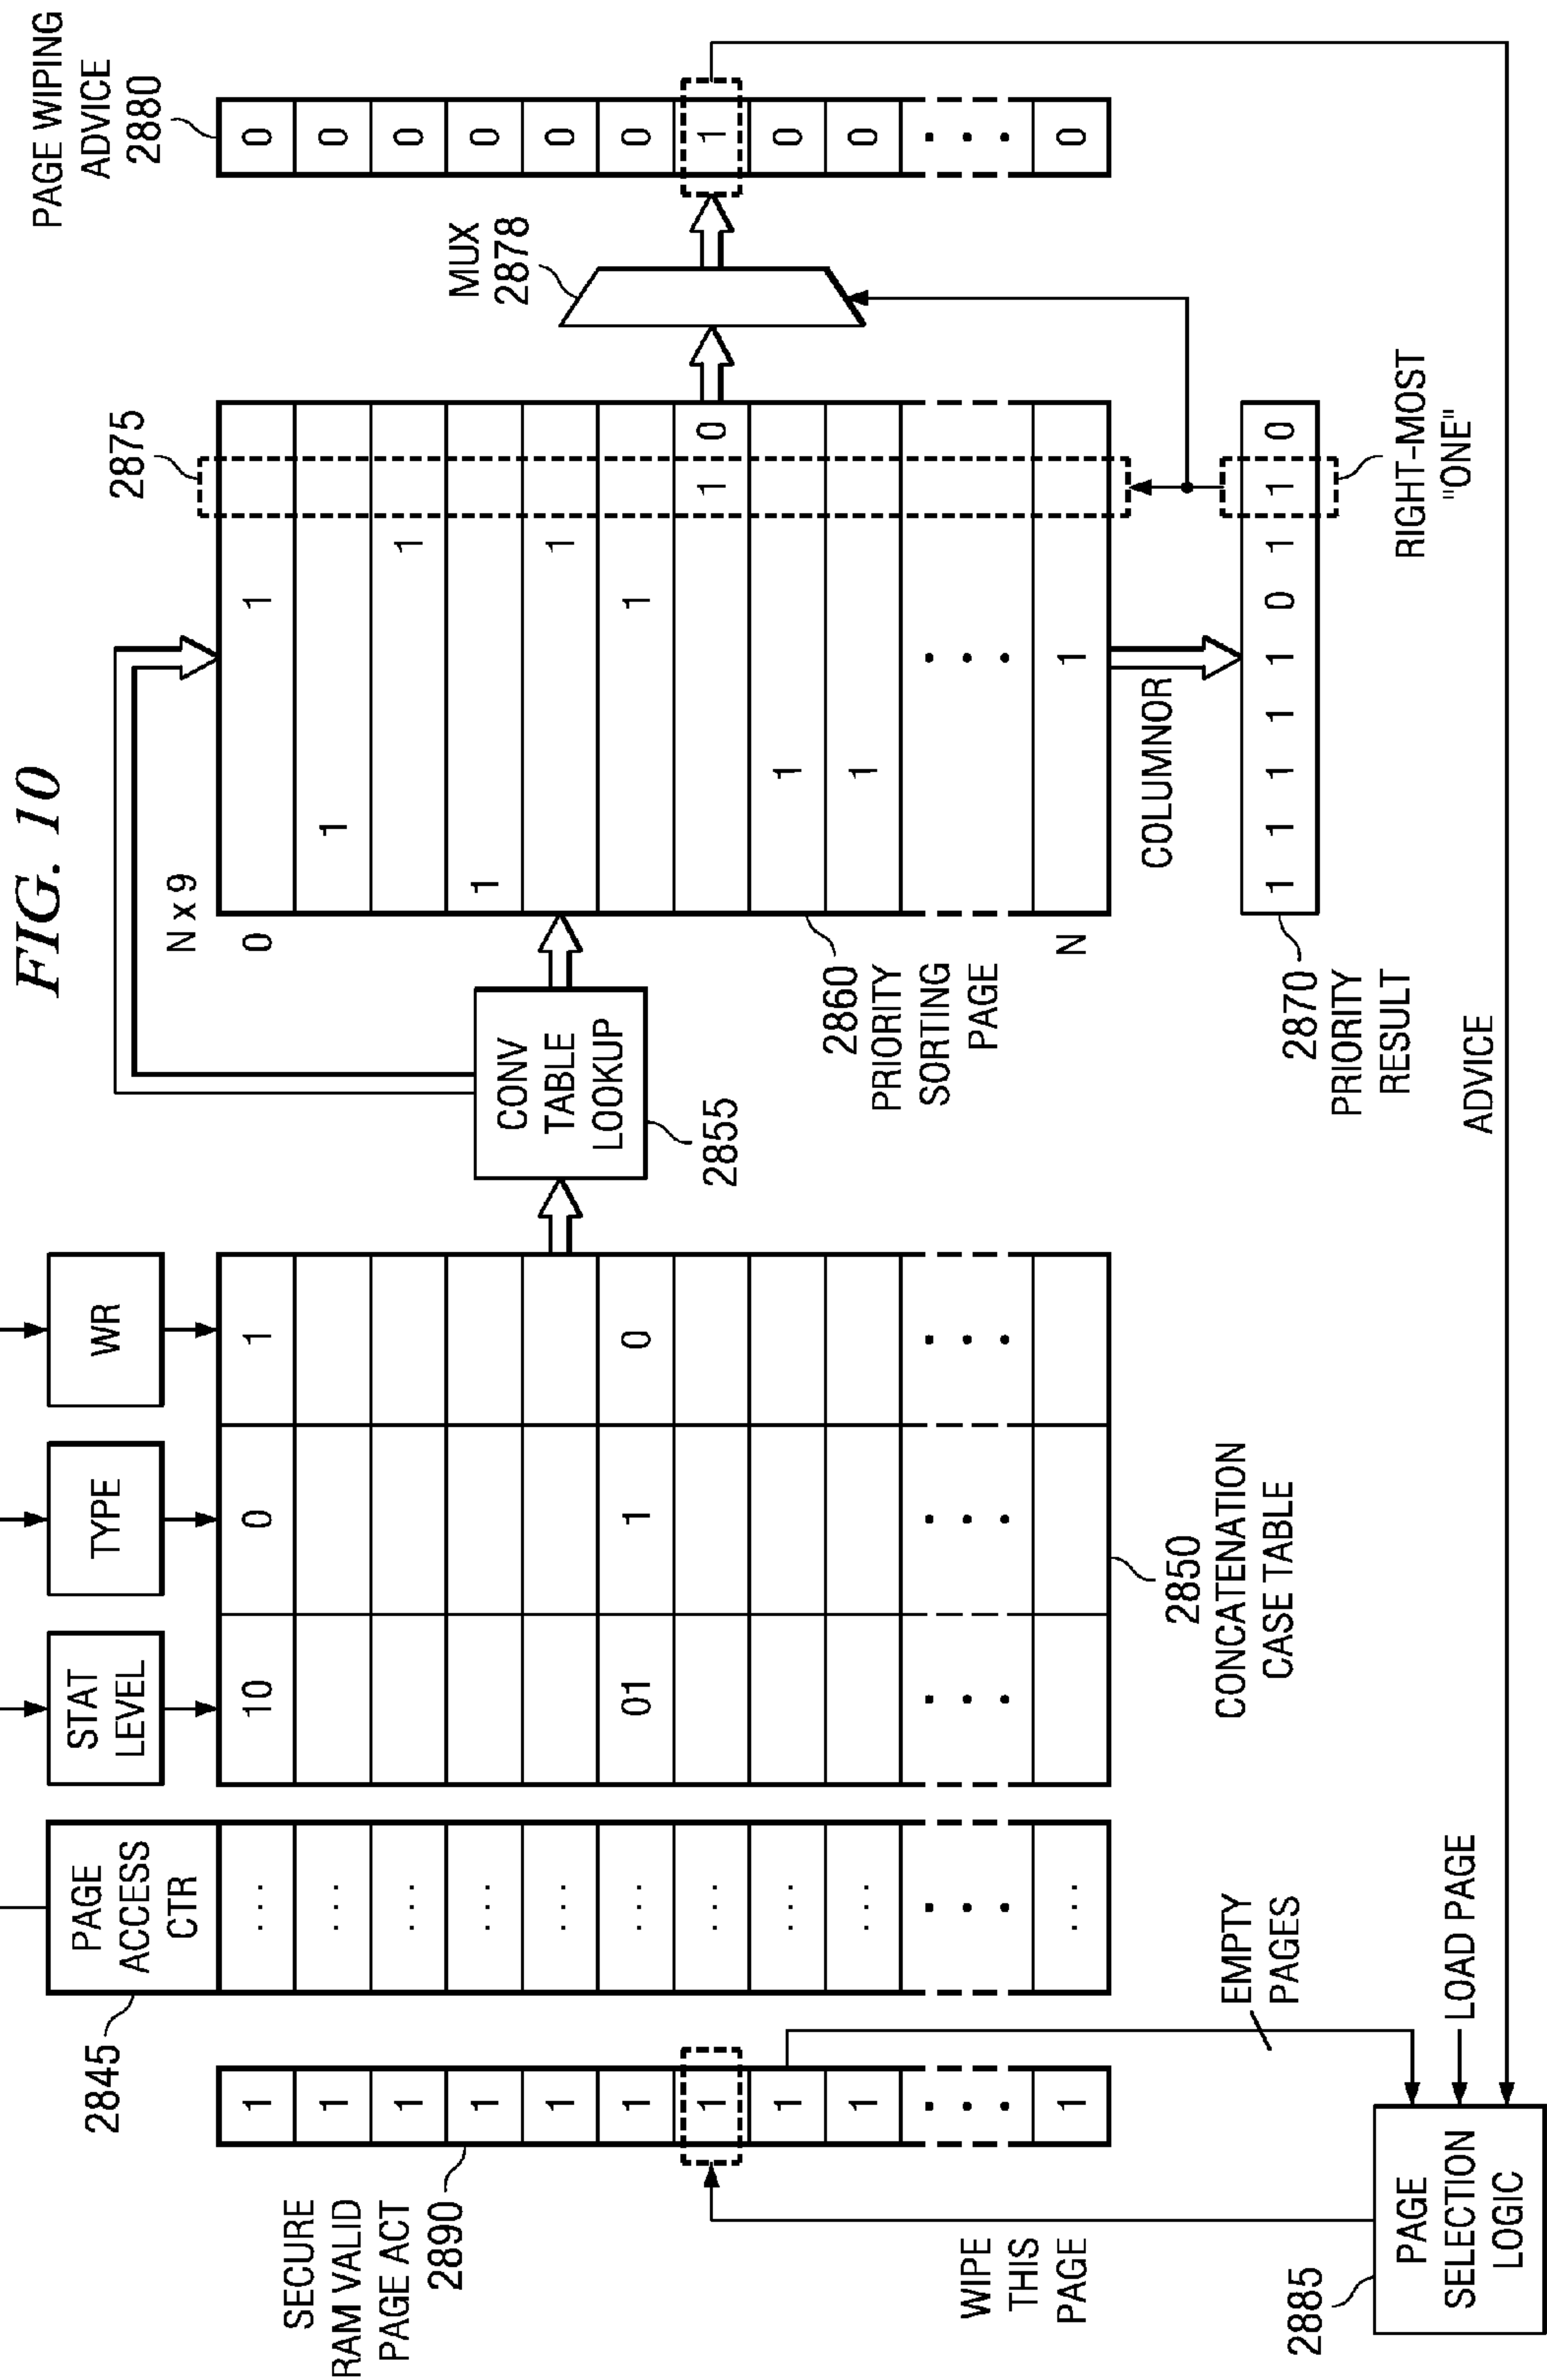 FIG. 10
SECURE
RAM VALID
PAGE ACT
2890
1
1
1
1
1
1
1
1
1
. . .
1
2845
PAGE
ACCESS
CTR
. . .
. . .
. . .
. . .
. . .
. . .
. . .
. . .
. . .
. . .
. . .
STAT
LEVEL
TYPE
WR
10 0 1
01 1 0
. . . . . . . . .
2850
CONCATENATION
CASE TABLE
CONV
TABLE
LOOKUP
2855
N x 9
0
N
2875
1
1
1
1
1
1
1 0
1
1
. . .
1
2860
PRIORITY
SORTING
PAGE
COLUMNOR
1 1 1 1 1 0 1 1 0
2870
PRIORITY
RESULT
RIGHT-MOST
"ONE"
MUX
2878
PAGE WIPING
ADVICE
2880
0
0
0
0
0
0
1
0
0
. . .
0
WIPE
THIS
PAGE
EMPTY
PAGES
LOAD PAGE
ADVICE
2885
PAGE
SELECTION
LOGIC